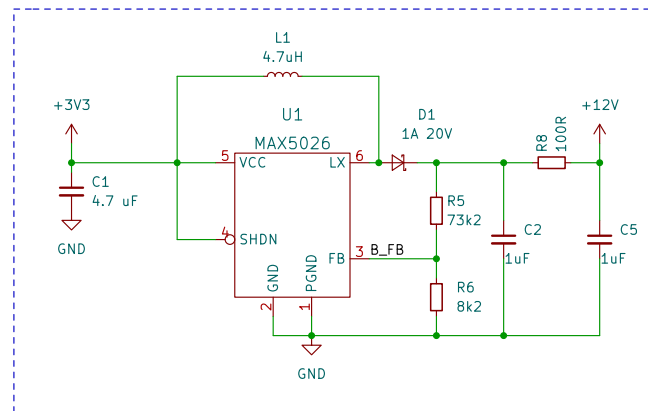 L1
4.7uH
+3V3
U1
MAX5026
D1
1A 20V
R8
100R
+12V
5
VCC
LX
6
C1
4.7 uF
GND
R5
73k2
4
SHDN
FB
3
B_FB
C2
1uF
C5
1uF
R6
8k2
GND
PGND
2
1
GND